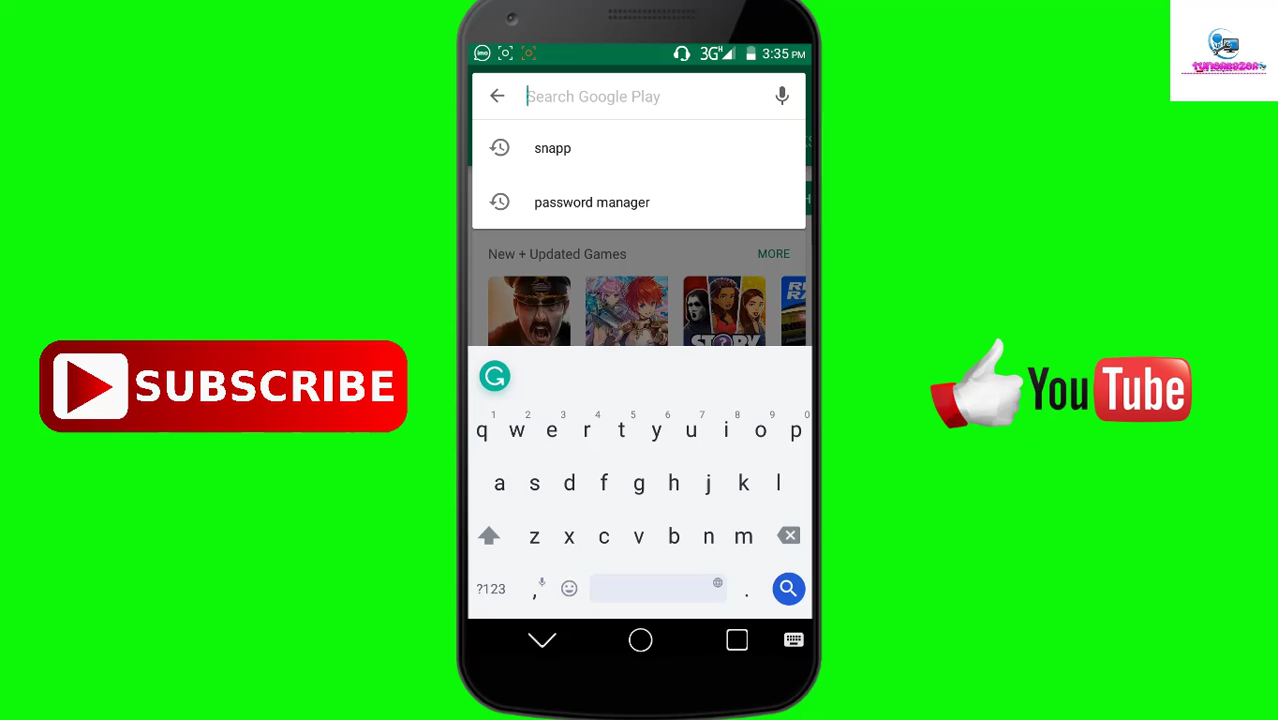 imo
3G H 3:35 PM
Search Google Play
snapp
password manager
New + Updated Games
MORE
STORY
SUBSCRIBE
YouTube
1 2 3 4 5 6 7 8 9 0
q w e r t y u i o p
a s d f g h j k l
z x c v b n m
?123 , .